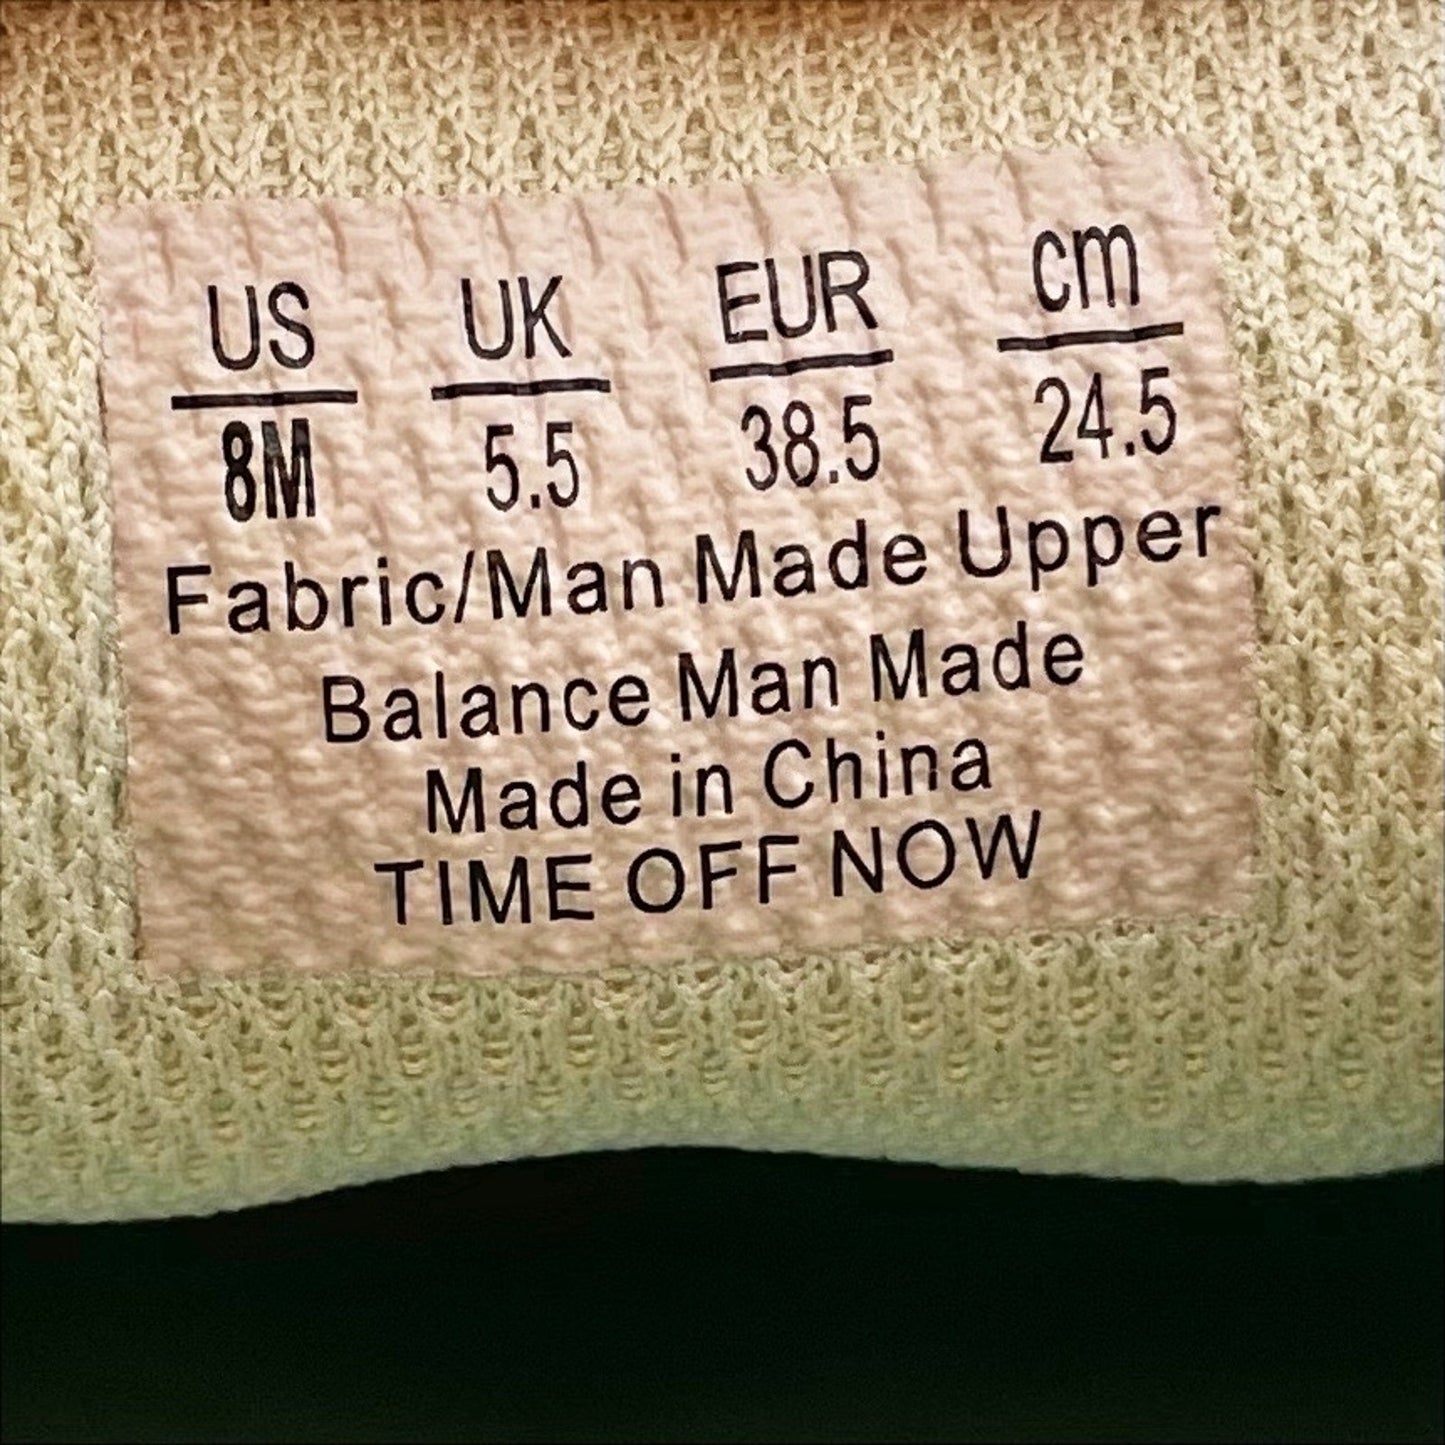 US UK EUR cm
8M 5.5 38.5 24.5
Fabric/Man Made Upper
Balance Man Made
Made in China
TIME OFF NOW